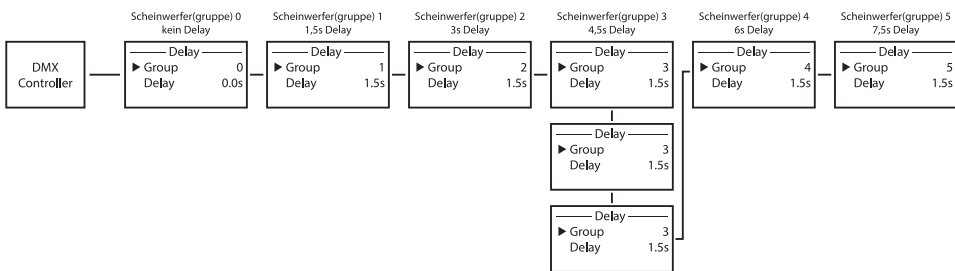 Scheinwerfer(gruppe) 0
kein Delay
Scheinwerfer(gruppe) 1
1,5s Delay
Scheinwerfer(gruppe) 2
3s Delay
Scheinwerfer(gruppe) 3
4,5s Delay
Scheinwerfer(gruppe) 4
6s Delay
Scheinwerfer(gruppe) 5
7,5s Delay
DMX
Controller
Delay
▶ Group 0
Delay 0.0s
Delay
▶ Group 1
Delay 1.5s
Delay
▶ Group 2
Delay 1.5s
Delay
▶ Group 3
Delay 1.5s
Delay
▶ Group 3
Delay 1.5s
Delay
▶ Group 3
Delay 1.5s
Delay
▶ Group 4
Delay 1.5s
Delay
▶ Group 5
Delay 1.5s